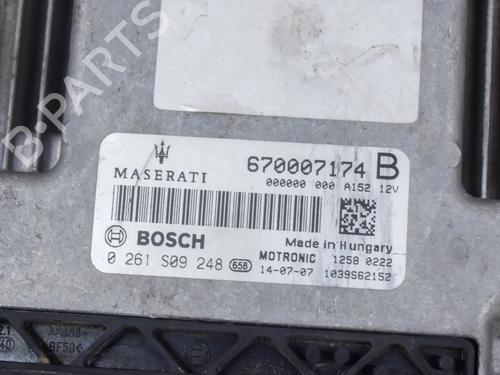 B-PARTS
MASERATI
670007174 B
000000 000 A152 12V
BOSCH
Made in Hungary
MOTRONIC 1258 0222
0 261 S09 248 658 14-07-07 1039S62152